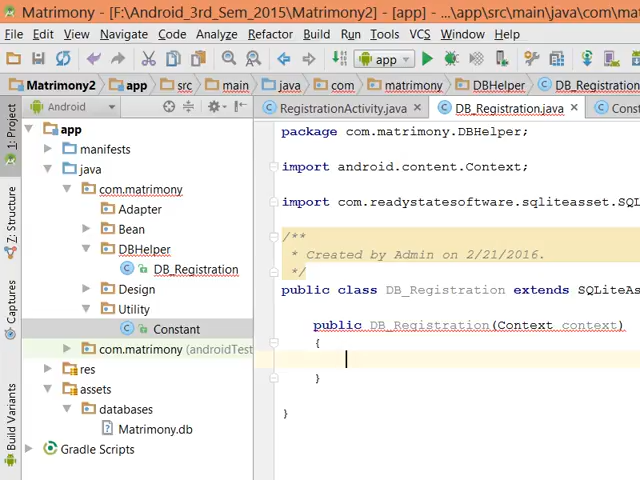 Matrimony - [F:\Android_3rd_Sem_2015\Matrimony2] - [app] - ...\app\src\main\java\com\mat
File Edit View Navigate Code Analyze Refactor Build Run Tools VCS Window Help
app
Matrimony2 app src main java com matrimony DBHelper DB_Registration
Android
RegistrationActivity.java DB_Registration.java Const
1: Project
Z: Structure
Captures
Build Variants
app
manifests
java
com.matrimony
Adapter
Bean
DBHelper
DB_Registration
Design
Utility
Constant
com.matrimony (androidTest
res
assets
databases
Matrimony.db
Gradle Scripts
package com.matrimony.DBHelper;
import android.content.Context;
import com.readystatesoftware.sqliteasset.SQL
/**
* Created by Admin on 2/21/2016.
*/
public class DB_Registration extends SQLiteAs
public DB_Registration(Context context)
{
}
}